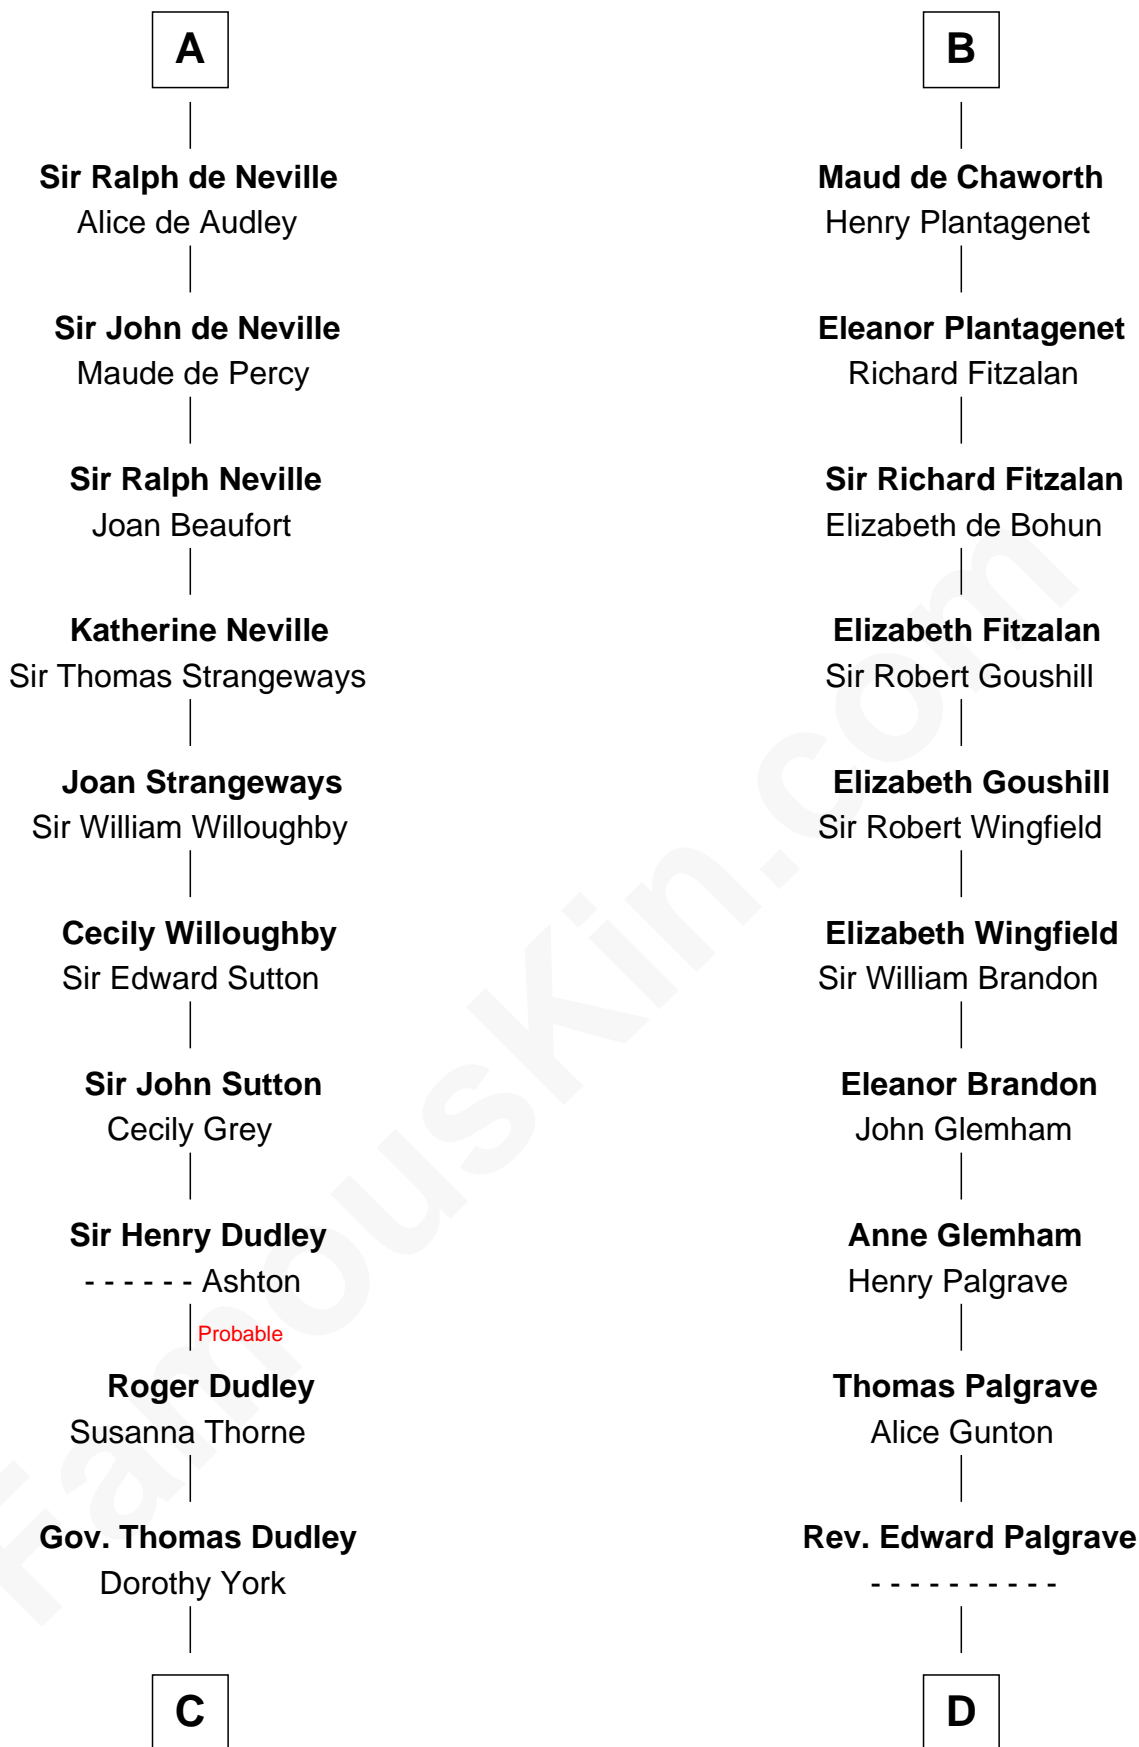 A
Sir Ralph de Neville
Alice de Audley
Sir John de Neville
Maude de Percy
Sir Ralph Neville
Joan Beaufort
Katherine Neville
Sir Thomas Strangeways
Joan Strangeways
Sir William Willoughby
Cecily Willoughby
Sir Edward Sutton
Sir John Sutton
Cecily Grey
Sir Henry Dudley
- - - - - - Ashton
Probable
Roger Dudley
Susanna Thorne
Gov. Thomas Dudley
Dorothy York
C
B
Maud de Chaworth
Henry Plantagenet
Eleanor Plantagenet
Richard Fitzalan
Sir Richard Fitzalan
Elizabeth de Bohun
Elizabeth Fitzalan
Sir Robert Goushill
Elizabeth Goushill
Sir Robert Wingfield
Elizabeth Wingfield
Sir William Brandon
Eleanor Brandon
John Glemham
Anne Glemham
Henry Palgrave
Thomas Palgrave
Alice Gunton
Rev. Edward Palgrave
- - - - - - - - - -
D
FamousKin.com